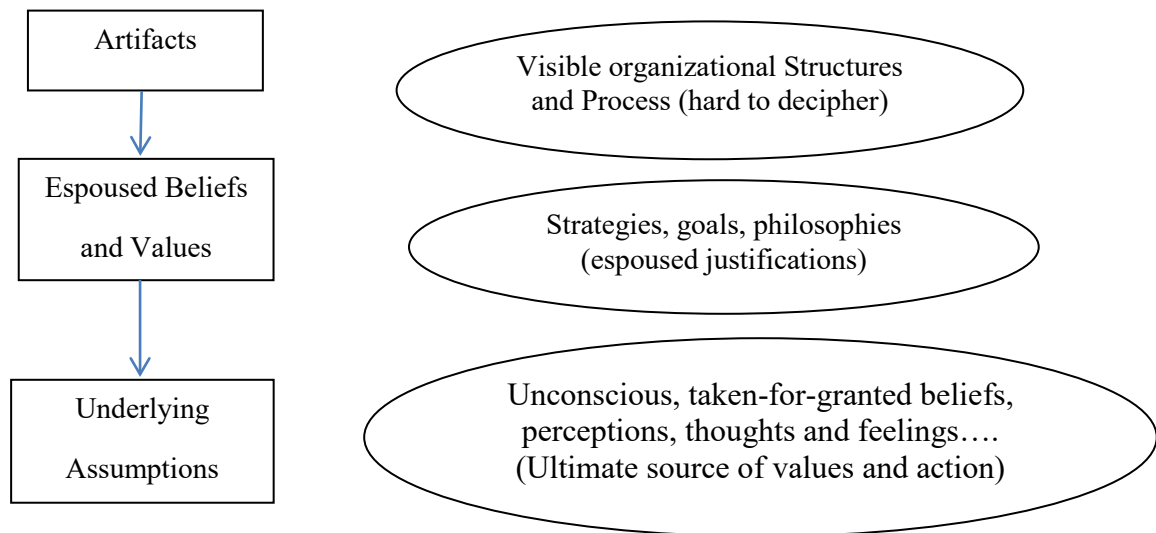 Artifacts
Visible organizational Structures
and Process (hard to decipher)
Espoused Beliefs
and Values
Strategies, goals, philosophies
(espoused justifications)
Underlying
Assumptions
Unconscious, taken-for-granted beliefs,
perceptions, thoughts and feelings….
(Ultimate source of values and action)